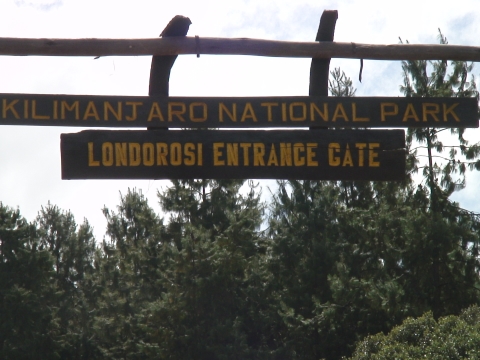 KILIMANJARO NATIONAL PARK
LONDOROSI ENTRANCE GATE